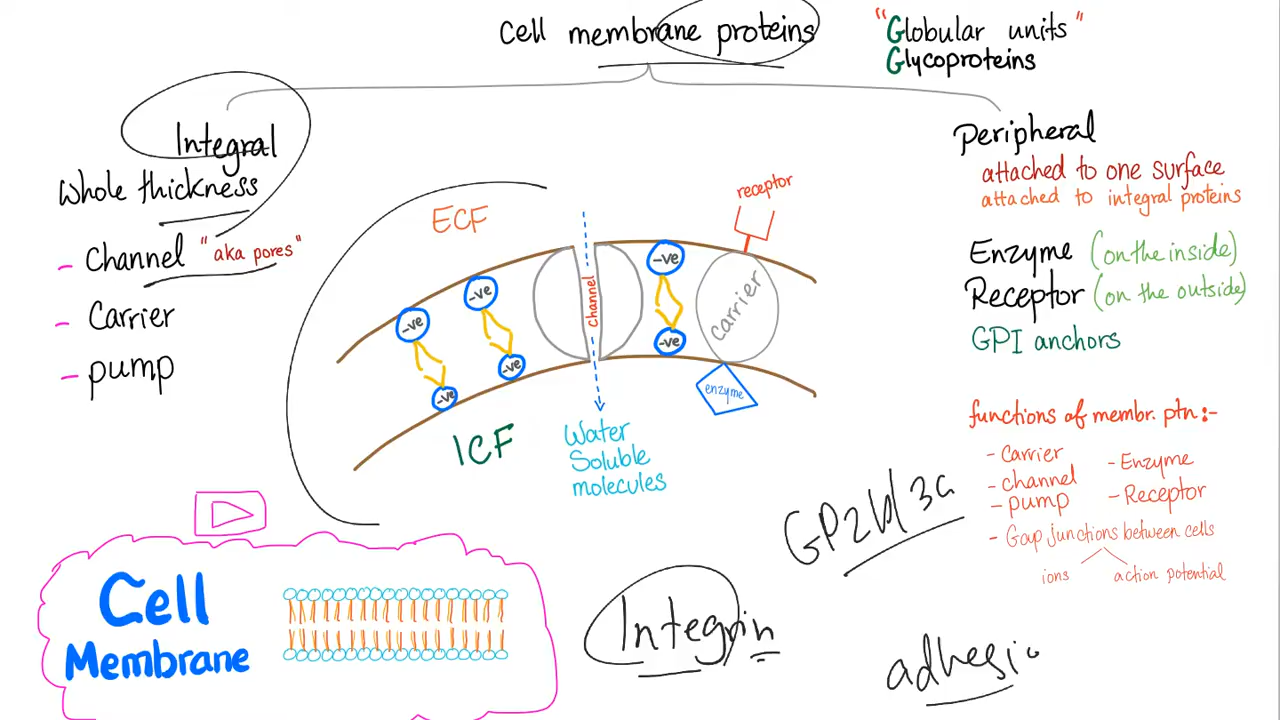 Cell membrane proteins
"Globular units"
Glycoproteins
Integral
Whole thickness
- Channel "aka pores"
- Carrier
- pump
ECF
receptor
-ve
-ve
-ve
-ve
-ve
-ve
channel
Carrier
enzyme
ICF
Water
Soluble
molecules
Peripheral
attached to one surface
attached to integral proteins
Enzyme (on the inside)
Receptor (on the outside)
GPI anchors
functions of membr. ptn :-
- Carrier
- channel
- pump
- Enzyme
- Receptor
- Gap junctions between cells
ions
action potential
GP2b/3a
Cell
Membrane
Integrin
adhesi